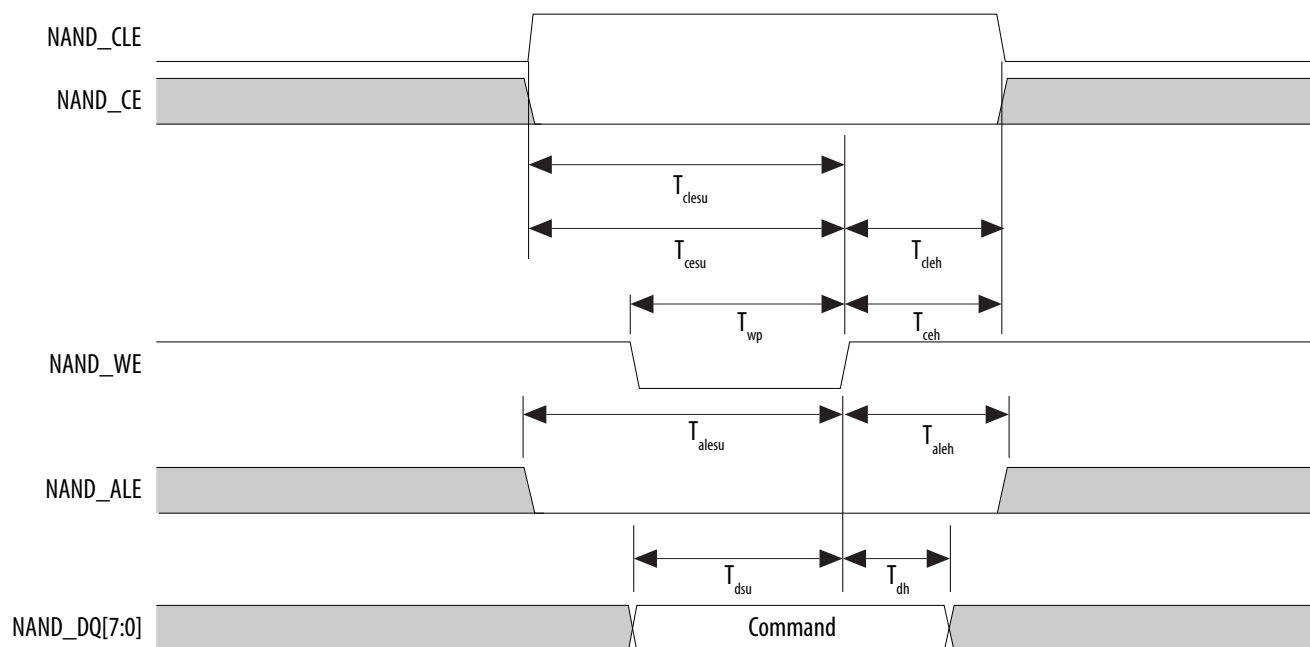 NAND_CLE
NAND_CE
T_clesu
T_cesu
T_cleh
T_wp
T_ceh
NAND_WE
T_alesu
T_aleh
NAND_ALE
T_dsu
T_dh
NAND_DQ[7:0]
Command